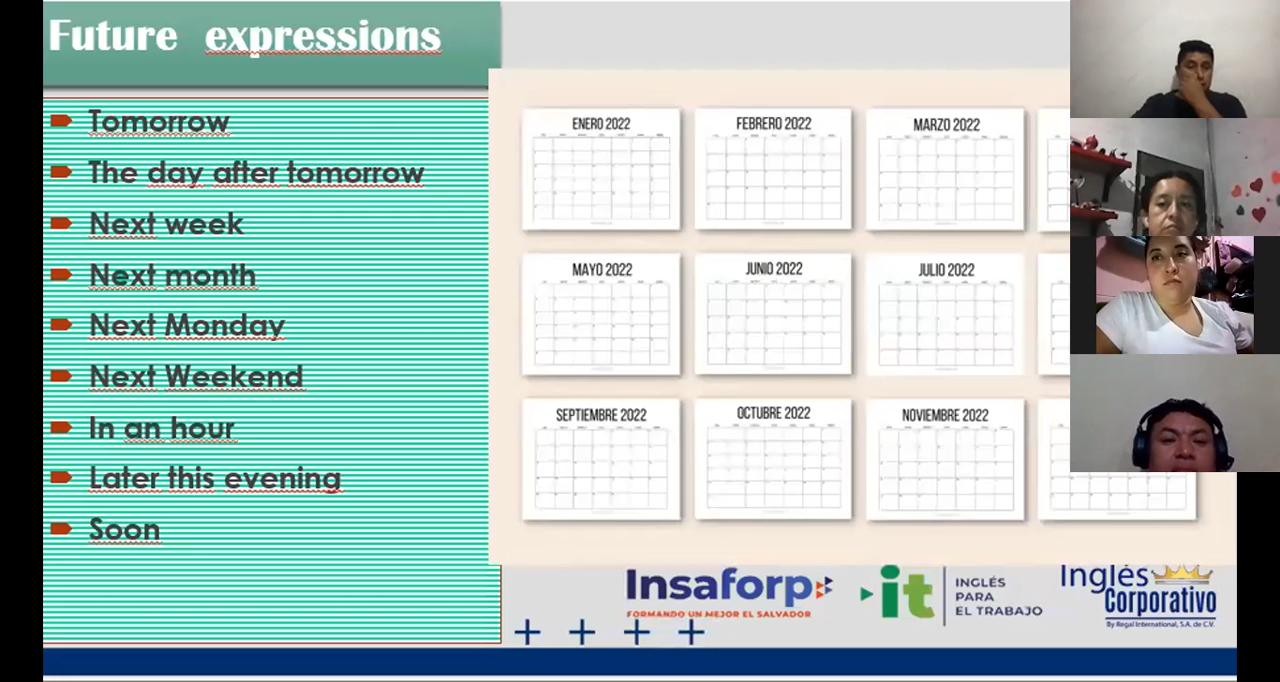 Future expressions
Tomorrow
The day after tomorrow
Next week
Next month
Next Monday
Next Weekend
In an hour
Later this evening
Soon
ENERO 2022
FEBRERO 2022
MARZO 2022
MAYO 2022
JUNIO 2022
JULIO 2022
SEPTIEMBRE 2022
OCTUBRE 2022
NOVIEMBRE 2022
Insaforp
FORMANDO UN MEJOR EL SALVADOR
it
INGLÉS
PARA
EL TRABAJO
Inglés
Corporativo
By Regal International, S.A. de C.V.